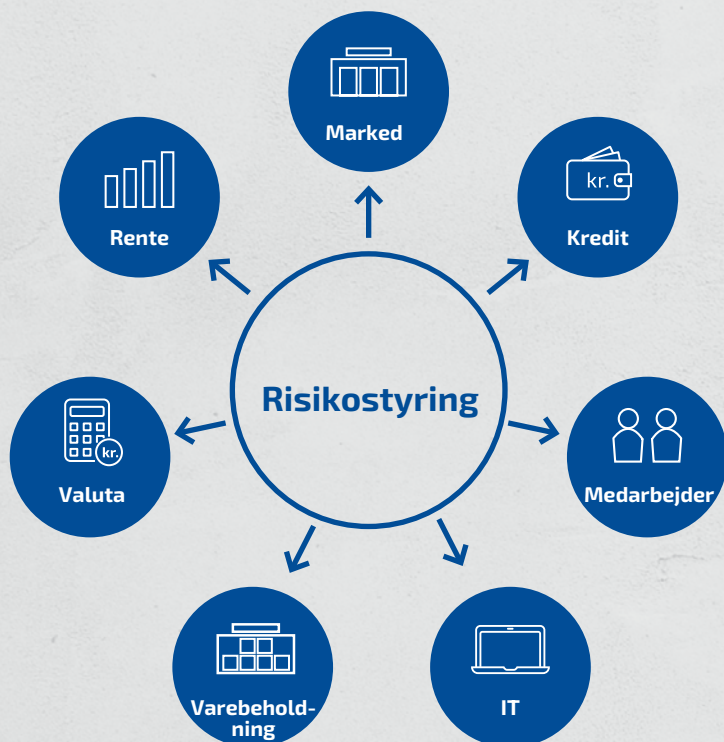 Marked
kr.
Kredit
Rente
Risikostyring
kr.
Valuta
Medarbejder
Varebehold-
ning
IT